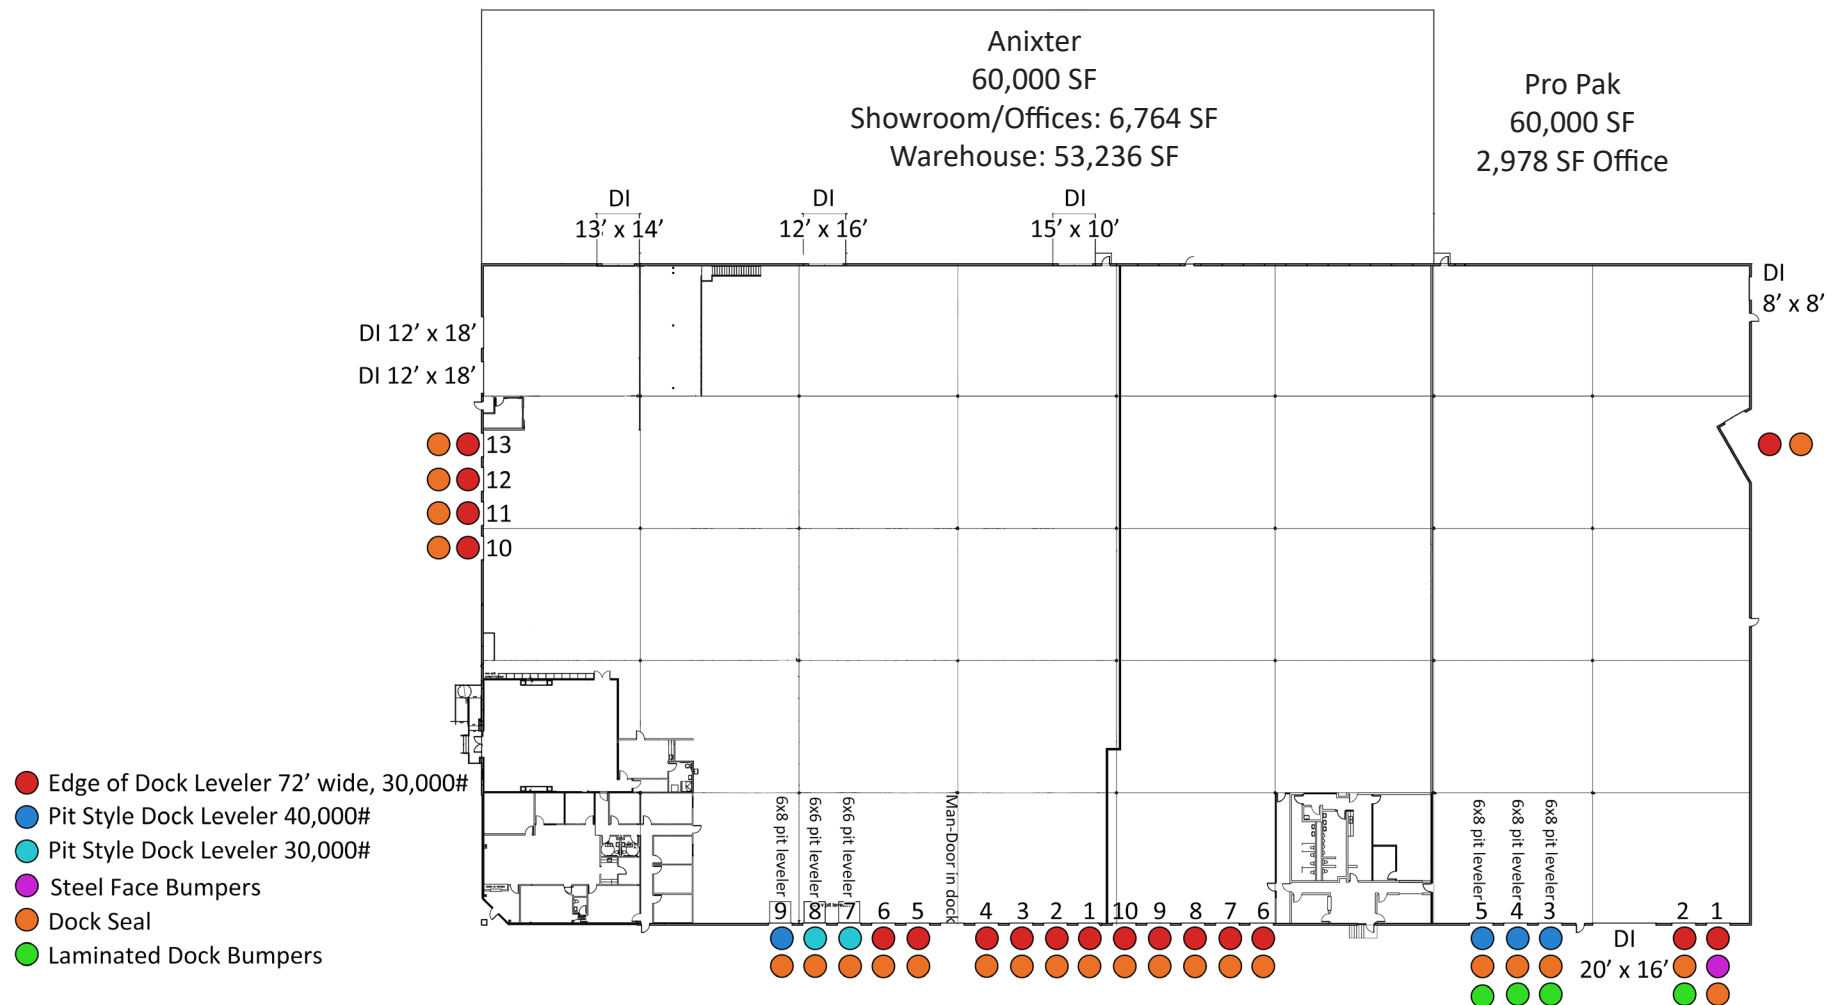 Anixter
60,000 SF
Showroom/Offices: 6,764 SF
Warehouse: 53,236 SF
Pro Pak
60,000 SF
2,978 SF Office
DI
13’ x 14’
DI
12’ x 16’
DI
15’ x 10’
DI
8’ x 8’
DI 12’ x 18’
DI 12’ x 18’
13
12
11
10
Edge of Dock Leveler 72’ wide, 30,000#
Pit Style Dock Leveler 40,000#
Pit Style Dock Leveler 30,000#
Steel Face Bumpers
Dock Seal
Laminated Dock Bumpers
6x8 pit leveler
6x6 pit leveler
6x6 pit leveler
Man-Door in dock
6x8 pit leveler
6x8 pit leveler
6x8 pit leveler
9 8 7 6 5 4 3 2 1 10 9 8 7 6 5 4 3 2 1
DI
20’ x 16’